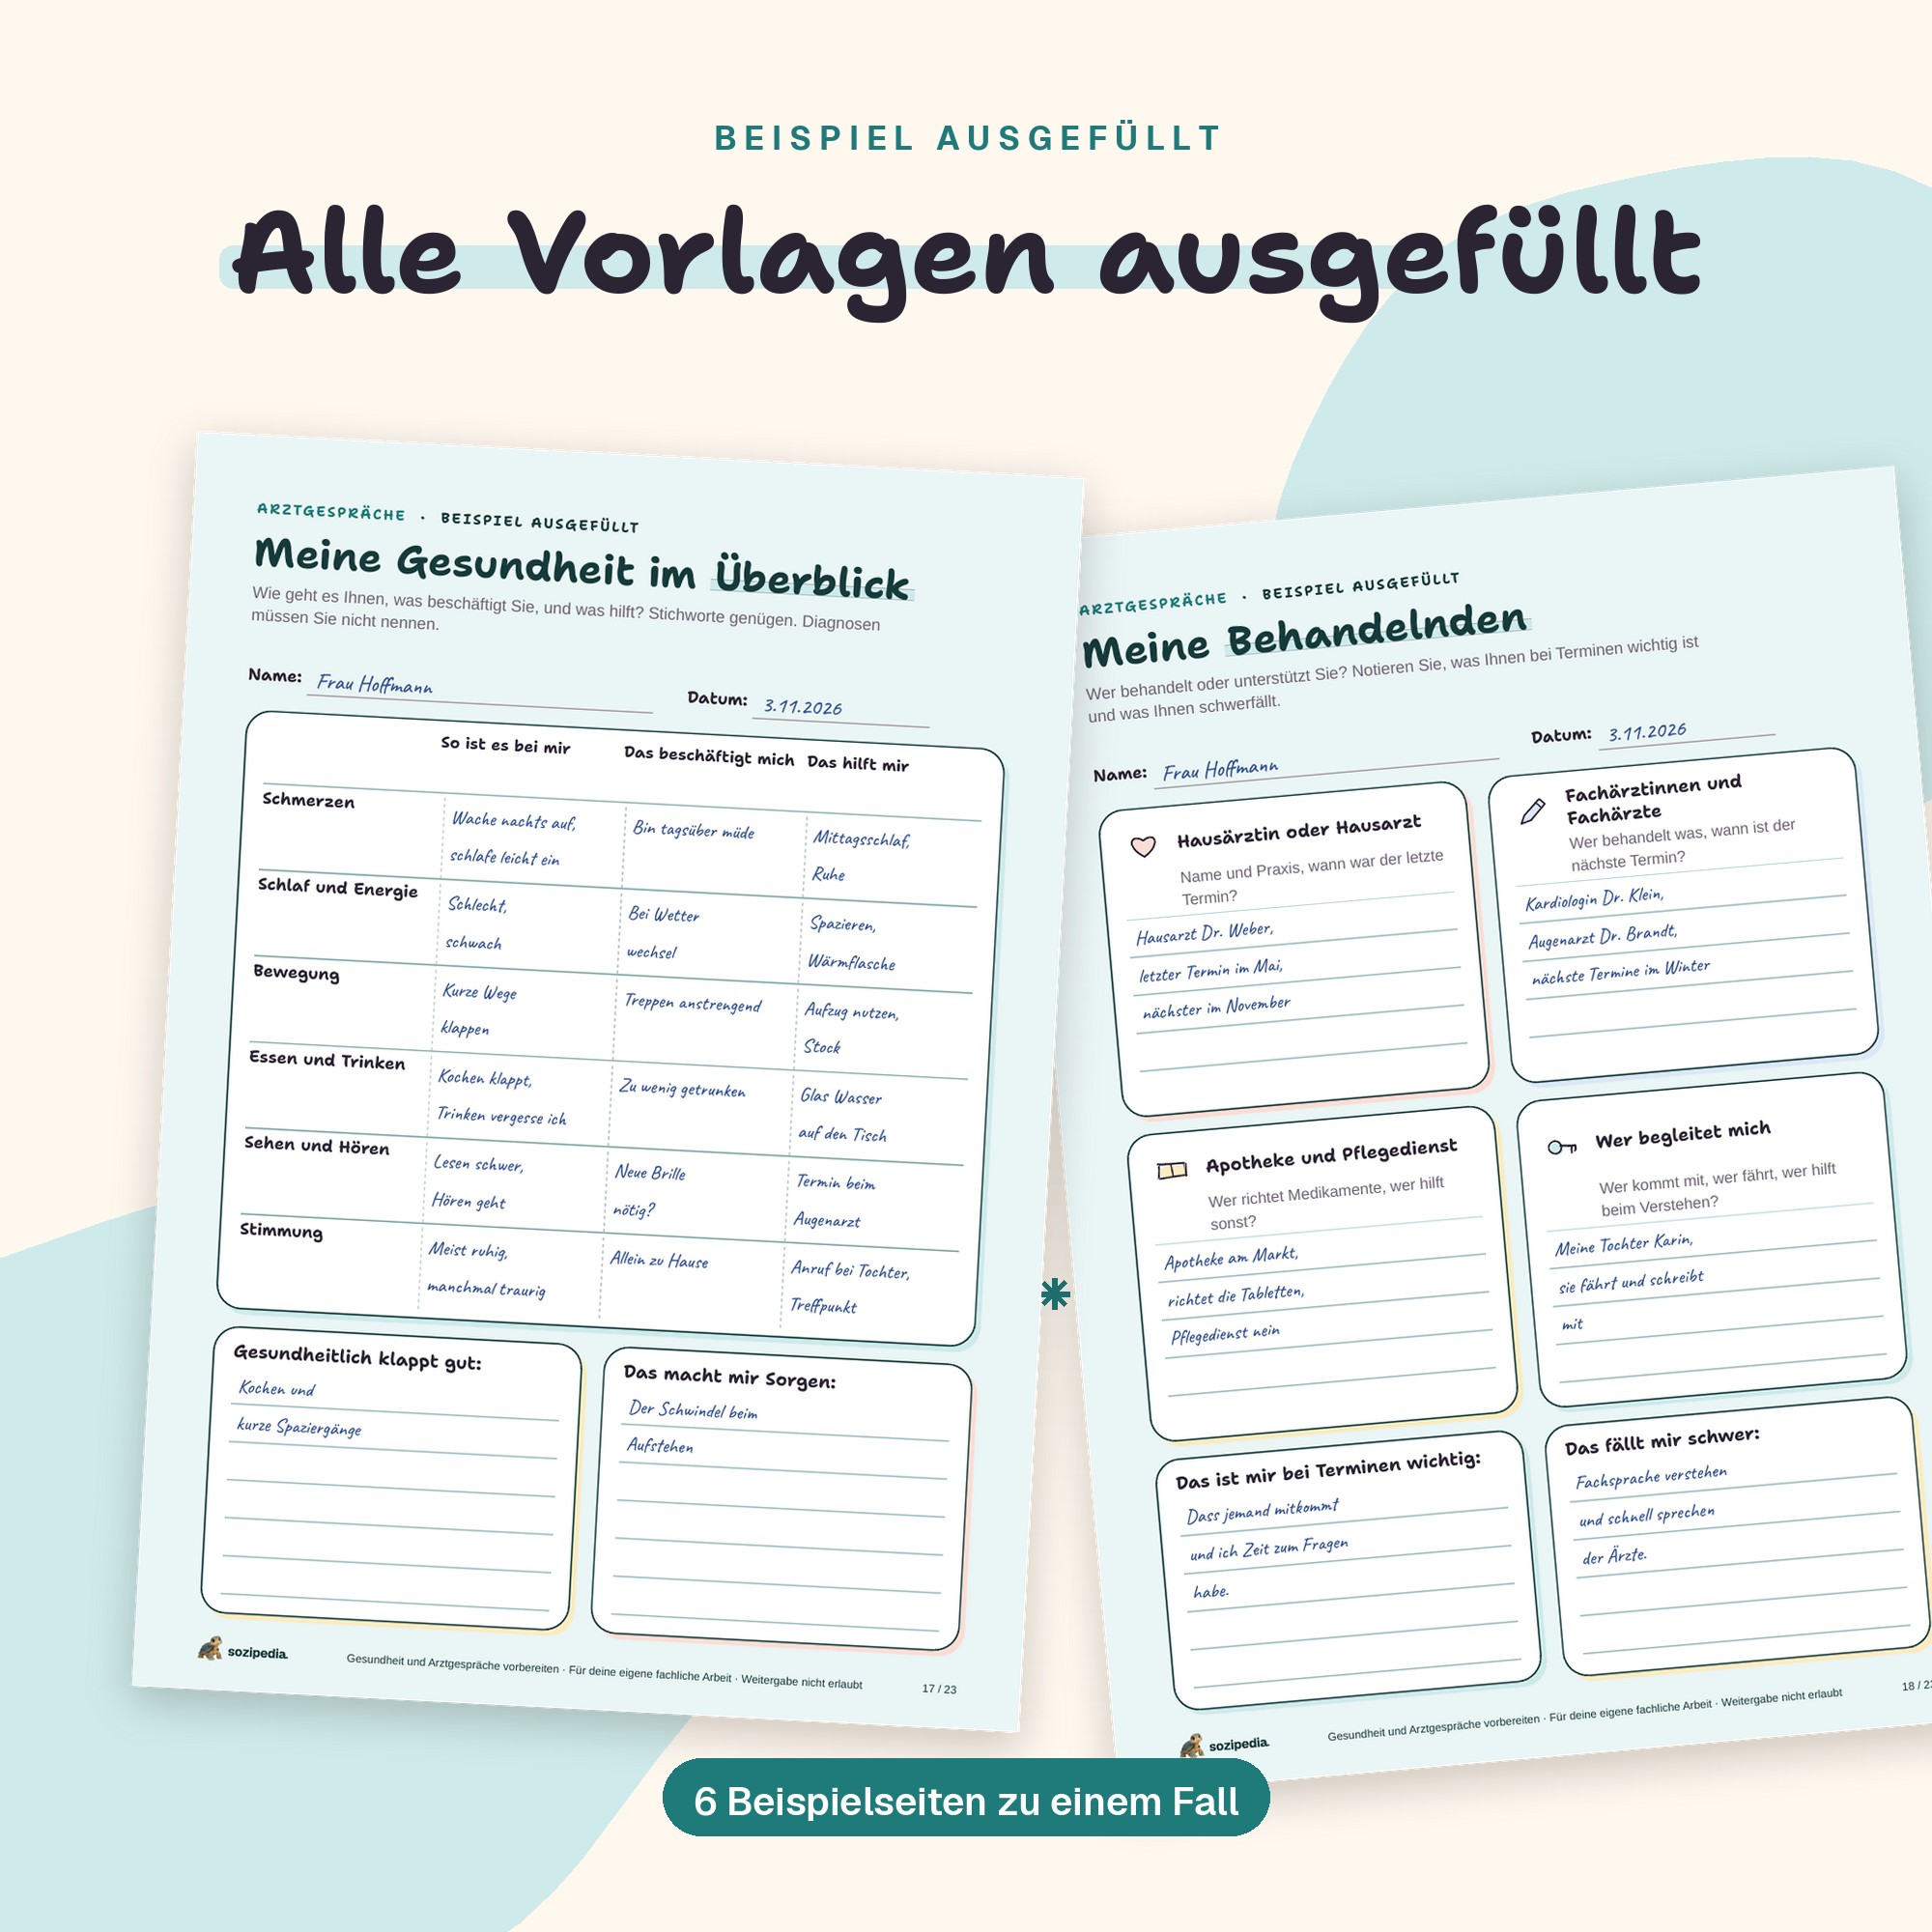 BEISPIEL AUSGEFÜLLT
Alle Vorlagen ausgefüllt
ARZTGESPRÄCHE · BEISPIEL AUSGEFÜLLT
Meine Gesundheit im Überblick
Wie geht es Ihnen, was beschäftigt Sie, und was hilft? Stichworte genügen. Diagnosen
müssen Sie nicht nennen.
Name: Frau Hoffmann Datum: 3.11.2026
So ist es bei mir Das beschäftigt mich Das hilft mir
Schmerzen
Wache nachts auf,
schlafe leicht ein
Bin tagsüber müde
Mittagsschlaf,
Ruhe
Schlaf und Energie
Schlecht,
schwach
Bei Wetter
wechsel
Spazieren,
Wärmflasche
Bewegung
Kurze Wege
klappen
Treppen anstrengend
Aufzug nutzen,
Stock
Essen und Trinken
Kochen klappt,
Trinken vergesse ich
Zu wenig getrunken
Glas Wasser
auf den Tisch
Sehen und Hören
Lesen schwer,
Hören geht
Neue Brille
nötig?
Termin beim
Augenarzt
Stimmung
Meist ruhig,
manchmal traurig
Allein zu Hause
Anruf bei Tochter,
Treffpunkt
Gesundheitlich klappt gut:
Kochen und
kurze Spaziergänge
Das macht mir Sorgen:
Der Schwindel beim
Aufstehen
sozipedia.
Gesundheit und Arztgespräche vorbereiten · Für deine eigene fachliche Arbeit · Weitergabe nicht erlaubt
17 / 23
ARZTGESPRÄCHE · BEISPIEL AUSGEFÜLLT
Meine Behandelnden
Wer behandelt oder unterstützt Sie? Notieren Sie, was Ihnen bei Terminen wichtig ist
und was Ihnen schwerfällt.
Name: Frau Hoffmann Datum: 3.11.2026
Hausärztin oder Hausarzt
Name und Praxis, wann war der letzte
Termin?
Hausarzt Dr. Weber,
letzter Termin im Mai,
nächster im November
Fachärztinnen und
Fachärzte
Wer behandelt was, wann ist der
nächste Termin?
Kardiologin Dr. Klein,
Augenarzt Dr. Brandt,
nächste Termine im Winter
Apotheke und Pflegedienst
Wer richtet Medikamente, wer hilft
sonst?
Apotheke am Markt,
richtet die Tabletten,
Pflegedienst nein
Wer begleitet mich
Wer kommt mit, wer fährt, wer hilft
beim Verstehen?
Meine Tochter Karin,
sie fährt und schreibt
mit
Das ist mir bei Terminen wichtig:
Dass jemand mitkommt
und ich Zeit zum Fragen
habe.
Das fällt mir schwer:
Fachsprache verstehen
und schnell sprechen
der Ärzte.
sozipedia.
Gesundheit und Arztgespräche vorbereiten · Für deine eigene fachliche Arbeit · Weitergabe nicht erlaubt
18 / 23
6 Beispielseiten zu einem Fall